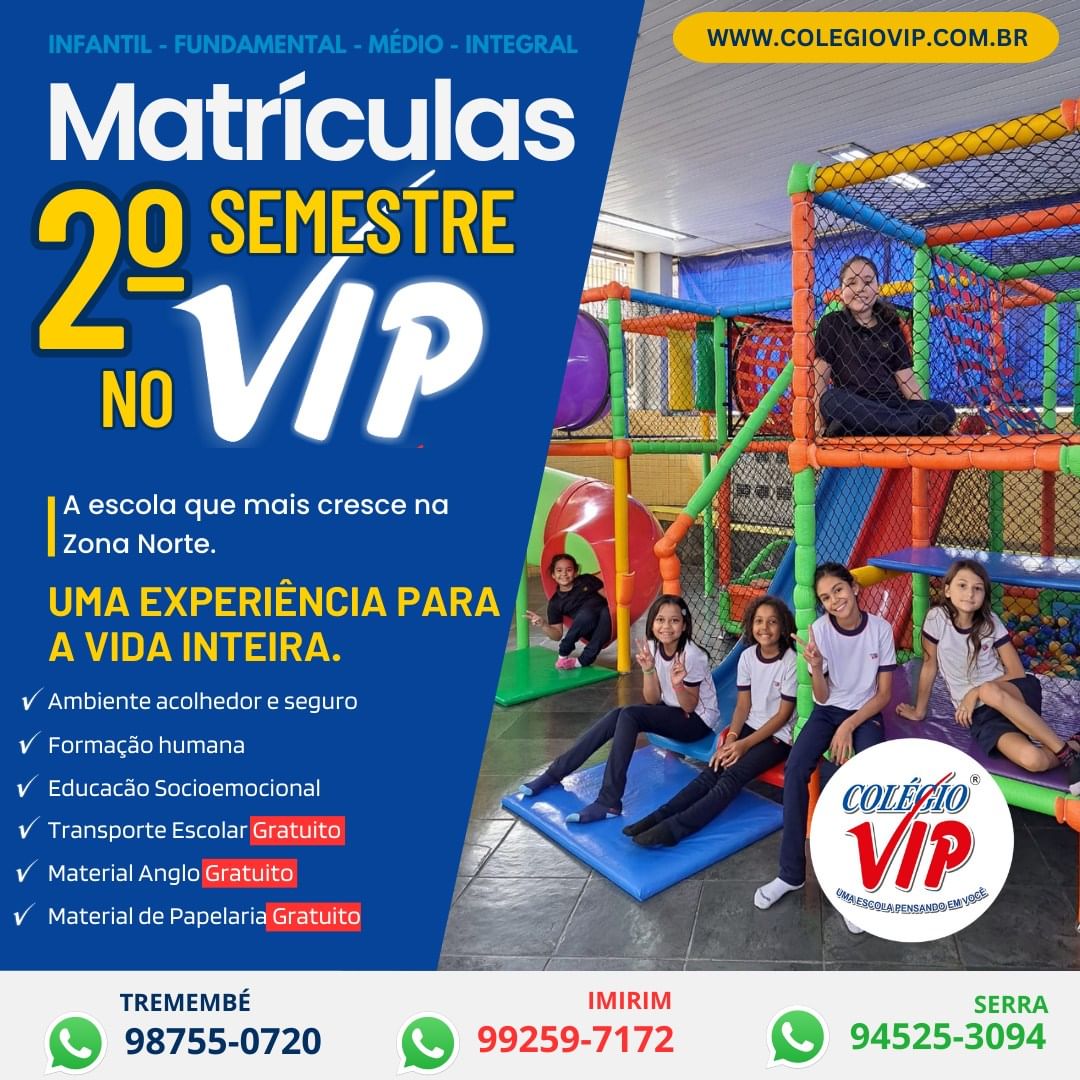 INFANTIL - FUNDAMENTAL - MÉDIO - INTEGRAL
WWW.COLEGIOVIP.COM.BR
Matrículas
2º SEMESTRE
NO VIP
A escola que mais cresce na
Zona Norte.
UMA EXPERIÊNCIA PARA
A VIDA INTEIRA.
Ambiente acolhedor e seguro
Formação humana
Educacão Socioemocional
Transporte Escolar Gratuito
Material Anglo Gratuito
Material de Papelaria Gratuito
COLÉGIO ®
VIP
UMA ESCOLA PENSANDO EM VOCÊ
TREMEMBÉ
98755-0720
IMIRIM
99259-7172
SERRA
94525-3094